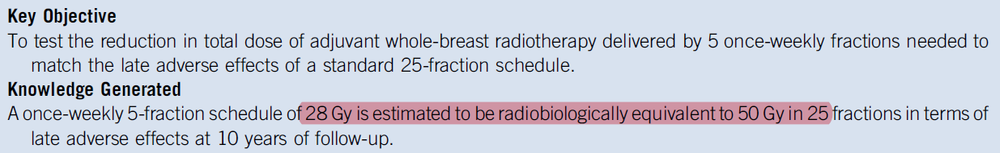 Key Objective
To test the reduction in total dose of adjuvant whole-breast radiotherapy delivered by 5 once-weekly fractions needed to
match the late adverse effects of a standard 25-fraction schedule.
Knowledge Generated
A once-weekly 5-fraction schedule of 28 Gy is estimated to be radiobiologically equivalent to 50 Gy in 25 fractions in terms of
late adverse effects at 10 years of follow-up.